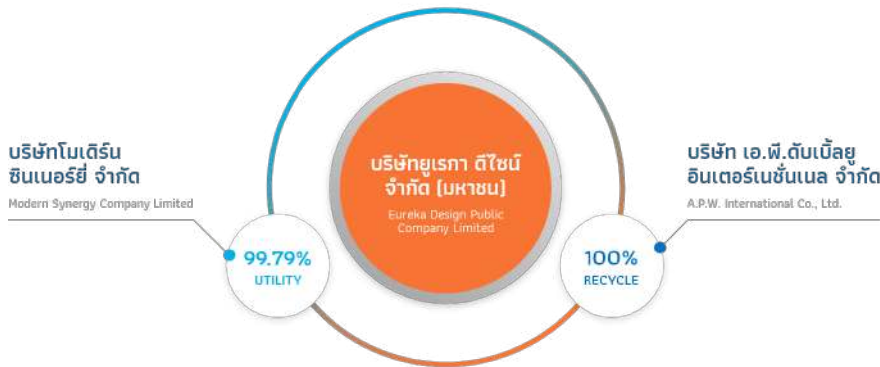 บริษัทโมเดิร์น
ซินเนอร์ยี่ จำกัด
Modern Synergy Company Limited
99.79%
UTILITY
บริษัทยูเรกา ดีไซน์
จำกัด (มหาชน)
Eureka Design Public
Company Limited
บริษัท เอ.พี.ดับเบิ้ลยู
อินเตอร์เนชั่นเนล จำกัด
A.P.W. International Co., Ltd.
100%
RECYCLE